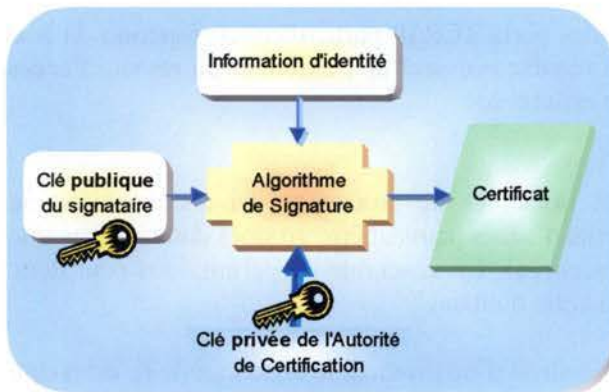 Information d'identité
Clé publique
du signataire
Algorithme
de Signature
Certificat
Clé privée de l'Autorité
de Certification